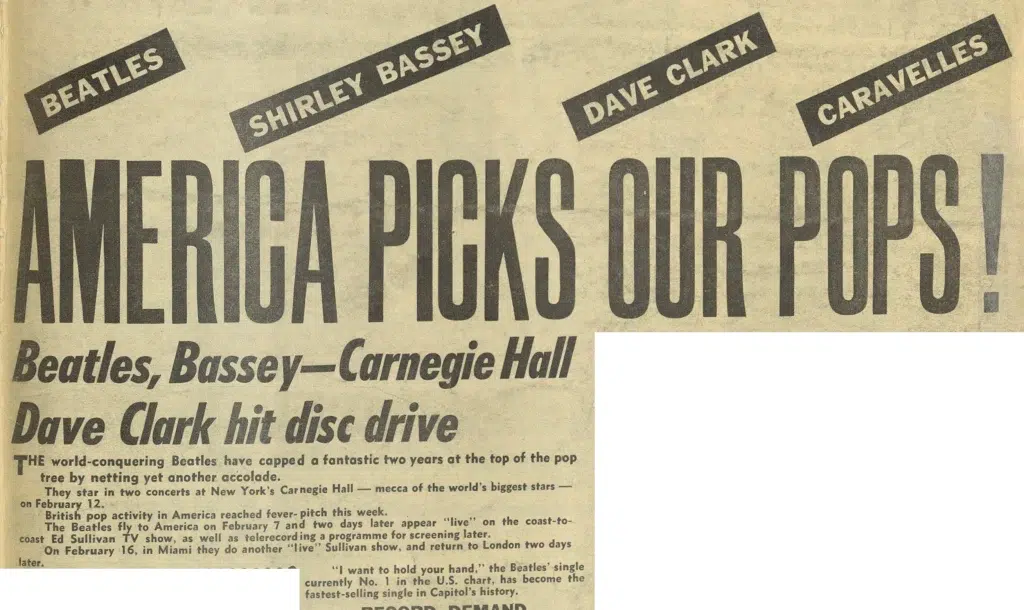 BEATLES
SHIRLEY BASSEY
DAVE CLARK
CARAVELLES
AMERICA PICKS OUR POPS!
Beatles, Bassey—Carnegie Hall
Dave Clark hit disc drive
THE world-conquering Beatles have capped a fantastic two years at the top of the pop
tree by netting yet another accolade.
They star in two concerts at New York's Carnegie Hall — mecca of the world's biggest stars —
on February 12.
British pop activity in America reached fever-pitch this week.
The Beatles fly to America on February 7 and two days later appear "live" on the coast-to-
coast Ed Sullivan TV show, as well as telerecording a programme for screening later.
On February 16, in Miami they do another "live" Sullivan show, and return to London two days
later.
"I want to hold your hand," the Beatles' single
currently No. 1 in the U.S. chart, has become the
fastest-selling single in Capitol's history.
RECORD DEMAND